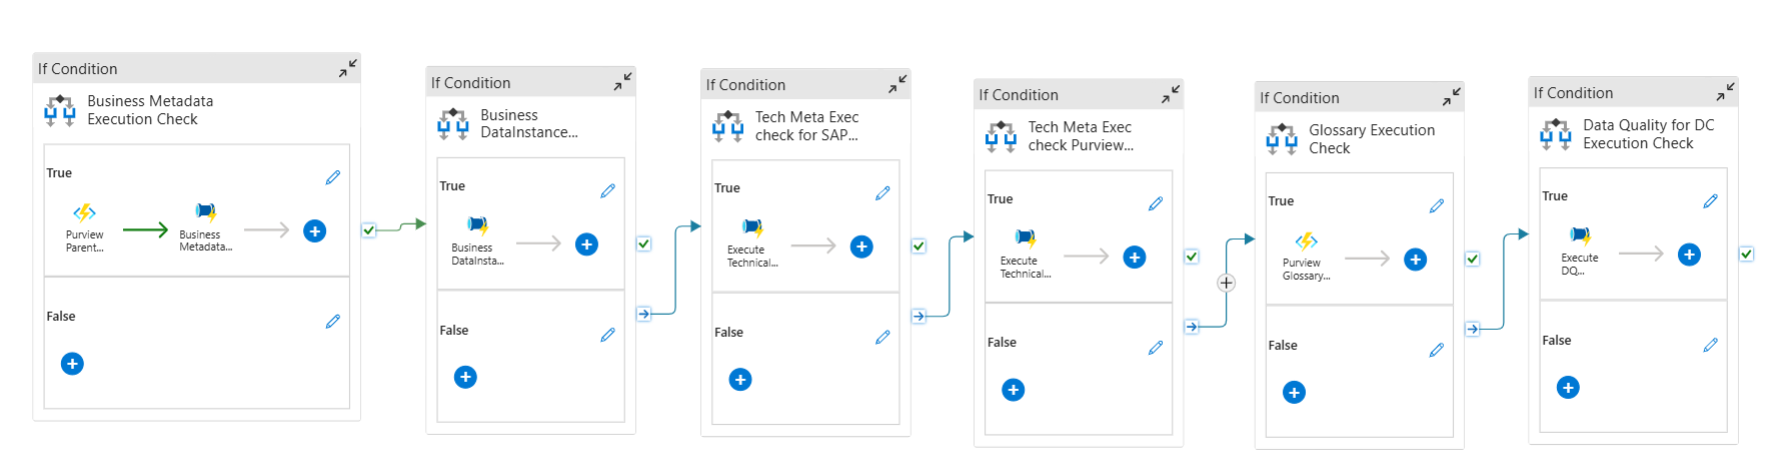 If Condition
Business Metadata
Execution Check
True
Purview
Parent...
Business
Metadata...
False
If Condition
Business
DataInstance...
True
Business
DataInsta...
False
If Condition
Tech Meta Exec
check for SAP...
True
Execute
Technical...
False
If Condition
Tech Meta Exec
check Purview...
True
Execute
Technical...
False
If Condition
Glossary Execution
Check
True
Purview
Glossary...
False
If Condition
Data Quality for DC
Execution Check
True
Execute
DQ...
False